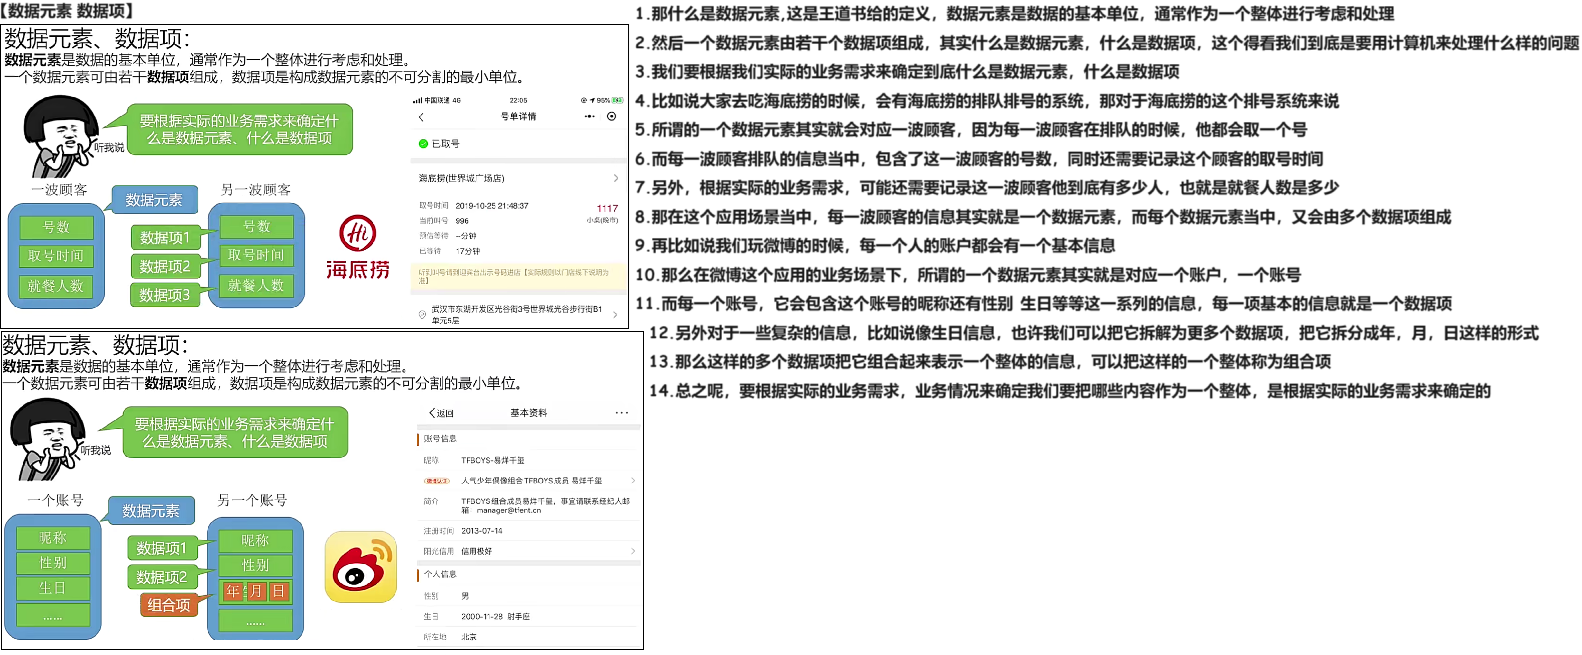 【数据元素 数据项】
数据元素、数据项：
数据元素是数据的基本单位，通常作为一个整体进行考虑和处理。
一个数据元素可由若干数据项组成，数据项是构成数据元素的不可分割的最小单位。
要根据实际的业务需求来确定什
么是数据元素、什么是数据项
听我说
一波顾客
数据元素
另一波顾客
号数
取号时间
就餐人数
数据项1
数据项2
数据项3
号数
取号时间
就餐人数
Hi
海底捞
中国联通 4G
22:05
95%
号单详情
已取号
海底捞(世界城广场店)
取号时间 2019-10-25 21:48:37
当前叫号 996
预估等待 --分钟
已等待 17分钟
1117
小桌(晚市)
听到叫号请到迎宾台出示号码进店【实际规则以门店线下说明为
准】
武汉市东湖开发区光谷街3号世界城光谷步行街B1
单元5层
数据元素、数据项：
数据元素是数据的基本单位，通常作为一个整体进行考虑和处理。
一个数据元素可由若干数据项组成，数据项是构成数据元素的不可分割的最小单位。
要根据实际的业务需求来确定什
么是数据元素、什么是数据项
听我说
一个账号
数据元素
另一个账号
昵称
性别
生日
......
数据项1
数据项2
组合项
昵称
性别
年 月 日
......
返回
基本资料
账号信息
昵称 TFBOYS-易烊千玺
人气少年偶像组合TFBOYS成员 易烊千玺
简介 TFBOYS组合成员易烊千玺，事宜请联系经纪人邮
箱：manager@tfent.cn
注册时间 2013-07-14
阳光信用 信用极好
个人信息
性别 男
生日 2000-11-28 射手座
所在地 北京
1.那什么是数据元素,这是王道书给的定义，数据元素是数据的基本单位，通常作为一个整体进行考虑和处理
2.然后一个数据元素由若干个数据项组成，其实什么是数据元素，什么是数据项，这个得看我们到底是要用计算机来处理什么样的问题
3.我们要根据我们实际的业务需求来确定到底什么是数据元素，什么是数据项
4.比如说大家去吃海底捞的时候，会有海底捞的排队排号的系统，那对于海底捞的这个排号系统来说
5.所谓的一个数据元素其实就会对应一波顾客，因为每一波顾客在排队的时候，他都会取一个号
6.而每一波顾客排队的信息当中，包含了这一波顾客的号数，同时还需要记录这个顾客的取号时间
7.另外，根据实际的业务需求，可能还需要记录这一波顾客他到底有多少人，也就是就餐人数是多少
8.那在这个应用场景当中，每一波顾客的信息其实就是一个数据元素，而每个数据元素当中，又会由多个数据项组成
9.再比如说我们玩微博的时候，每一个人的账户都会有一个基本信息
10.那么在微博这个应用的业务场景下，所谓的一个数据元素其实就是对应一个账户，一个账号
11.而每一个账号，它会包含这个账号的昵称还有性别 生日等等这一系列的信息，每一项基本的信息就是一个数据项
12.另外对于一些复杂的信息，比如说像生日信息，也许我们可以把它拆解为更多个数据项，把它拆分成年，月，日这样的形式
13.那么这样的多个数据项把它组合起来表示一个整体的信息，可以把这样的一个整体称为组合项
14.总之呢，要根据实际的业务需求，业务情况来确定我们要把哪些内容作为一个整体，是根据实际的业务需求来确定的